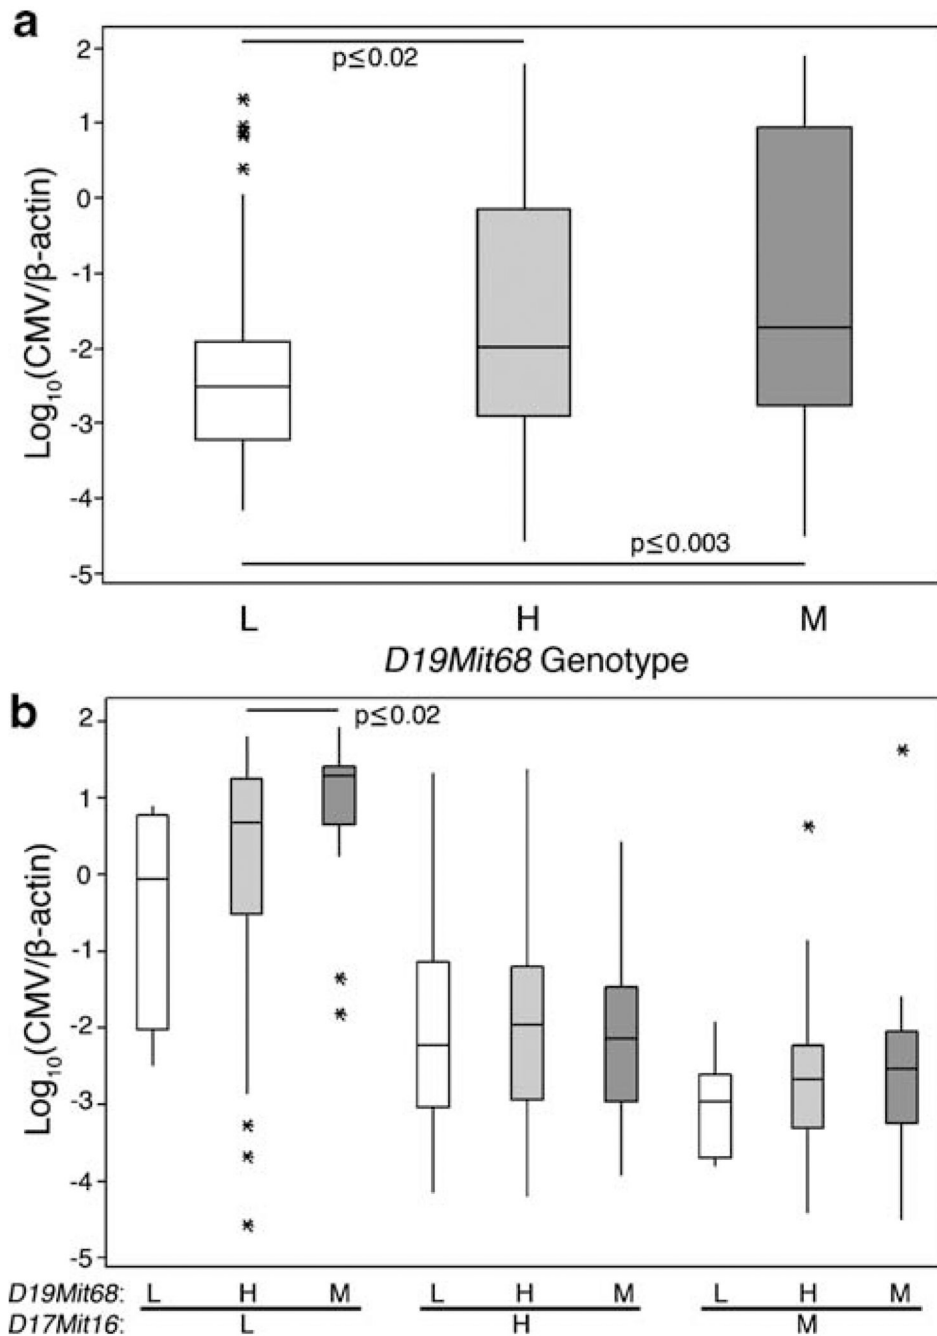 a
p≤0.02
2
1
0
-1
-2
-3
-4
-5
Log10(CMV/β-actin)
p≤0.003
L H M
D19Mit68 Genotype
b
p≤0.02
2
1
0
-1
-2
-3
-4
-5
Log10(CMV/β-actin)
D19Mit68: L H M L H M L H M
D17Mit16: L H M